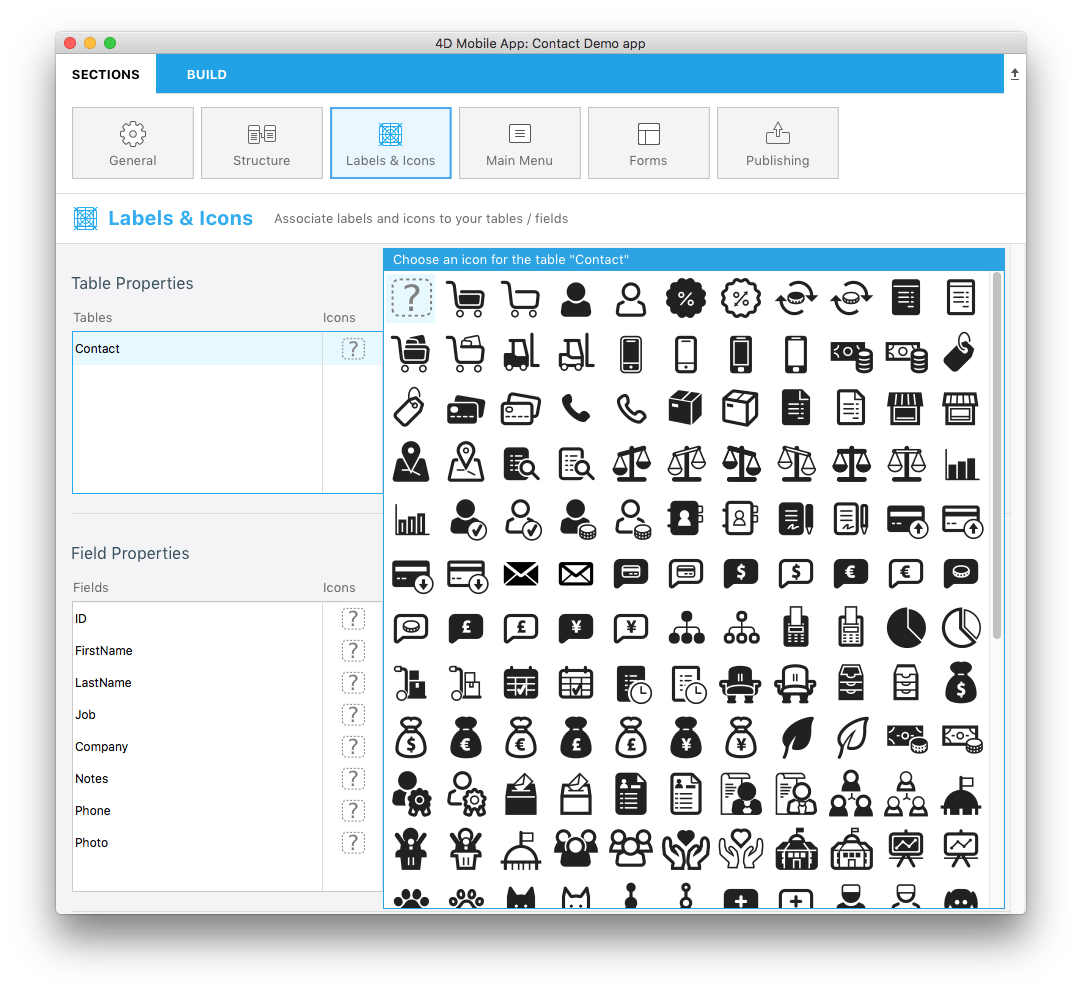 4D Mobile App: Contact Demo app
SECTIONS
BUILD
General
Structure
Labels & Icons
Main Menu
Forms
Publishing
Labels & Icons
Associate labels and icons to your tables / fields
Choose an icon for the table "Contact"
Table Properties
Tables
Icons
Contact
?
?
Field Properties
Fields
Icons
ID
?
FirstName
?
LastName
?
Job
?
Company
?
Notes
?
Phone
?
Photo
?